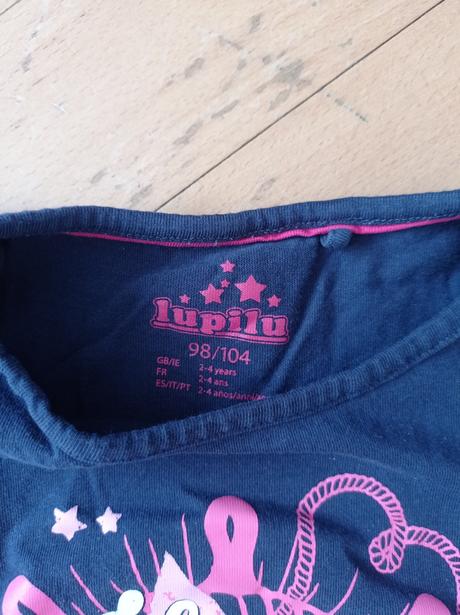 lupilu
98/104
GB/IE 2-4 years
FR 2-4 ans
ES/IT/PT 2-4 años/anni/